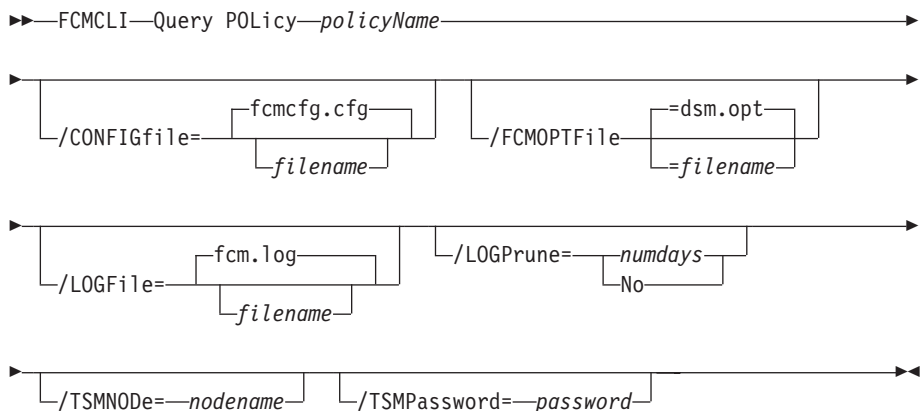 FCMCLI Query POLicy policyName
fcmcfg.cfg =dsm.opt
/CONFIGfile= /FCMOPTFile
filename =filename
fcm.log /LOGPrune= numdays
/LOGFile= No
filename
/TSMNODe= nodename /TSMPassword= password